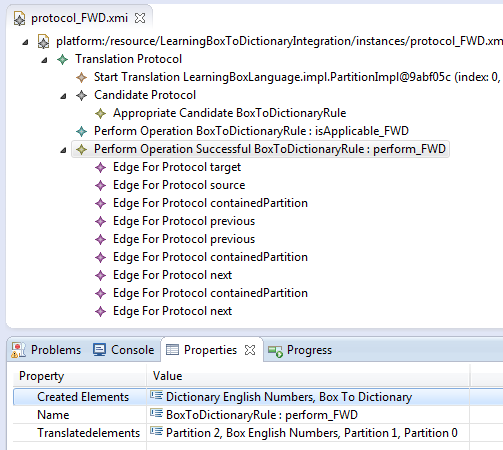 protocol_FWD.xmi
platform:/resource/LearningBoxToDictionaryIntegration/instances/protocol_FWD.xm
Translation Protocol
Start Translation LearningBoxLanguage.impl.PartitionImpl@9abf05c (index: 0,
Candidate Protocol
Appropriate Candidate BoxToDictionaryRule
Perform Operation BoxToDictionaryRule : isApplicable_FWD
Perform Operation Successful BoxToDictionaryRule : perform_FWD
Edge For Protocol target
Edge For Protocol source
Edge For Protocol containedPartition
Edge For Protocol previous
Edge For Protocol previous
Edge For Protocol containedPartition
Edge For Protocol next
Edge For Protocol containedPartition
Edge For Protocol next
Problems Console Properties Progress
Property Value
Created Elements Dictionary English Numbers, Box To Dictionary
Name BoxToDictionaryRule : perform_FWD
Translatedelements Partition 2, Box English Numbers, Partition 1, Partition 0